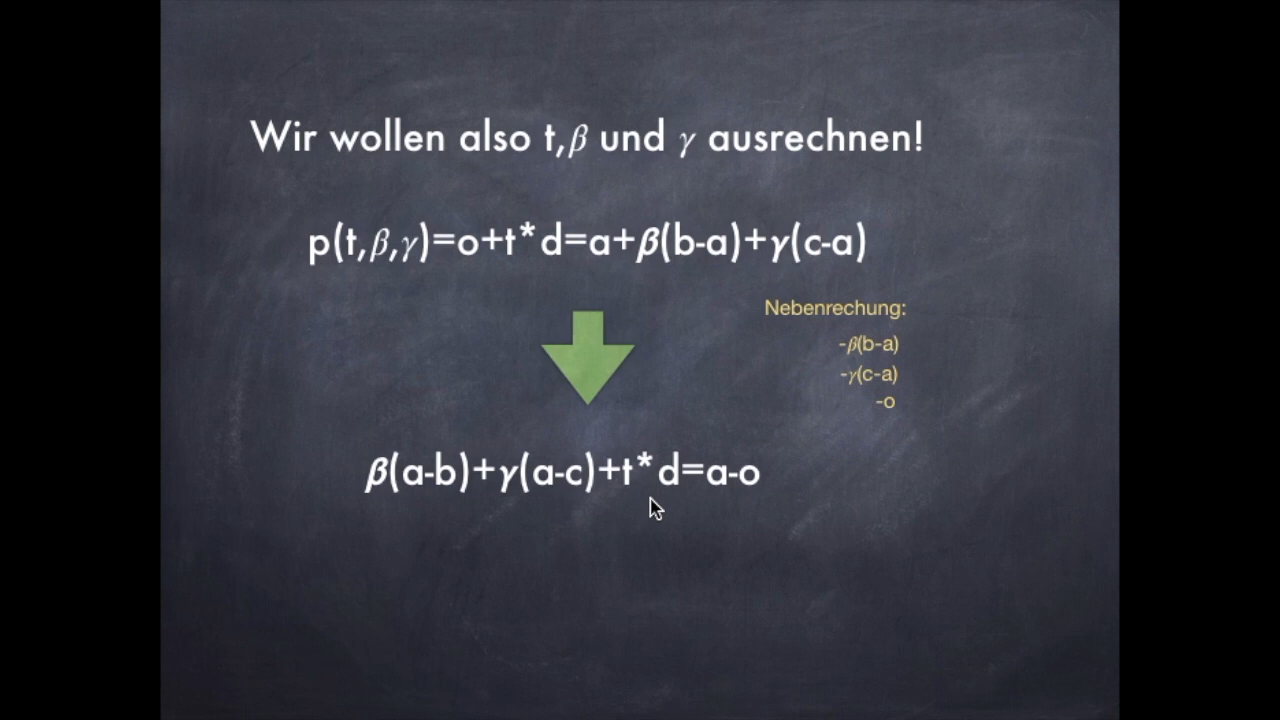 Wir wollen also t,β und γ ausrechnen!
p(t,β,γ)=o+t*d=a+β(b-a)+γ(c-a)
Nebenrechung:
-β(b-a)
-γ(c-a)
-o
β(a-b)+γ(a-c)+t*d=a-o